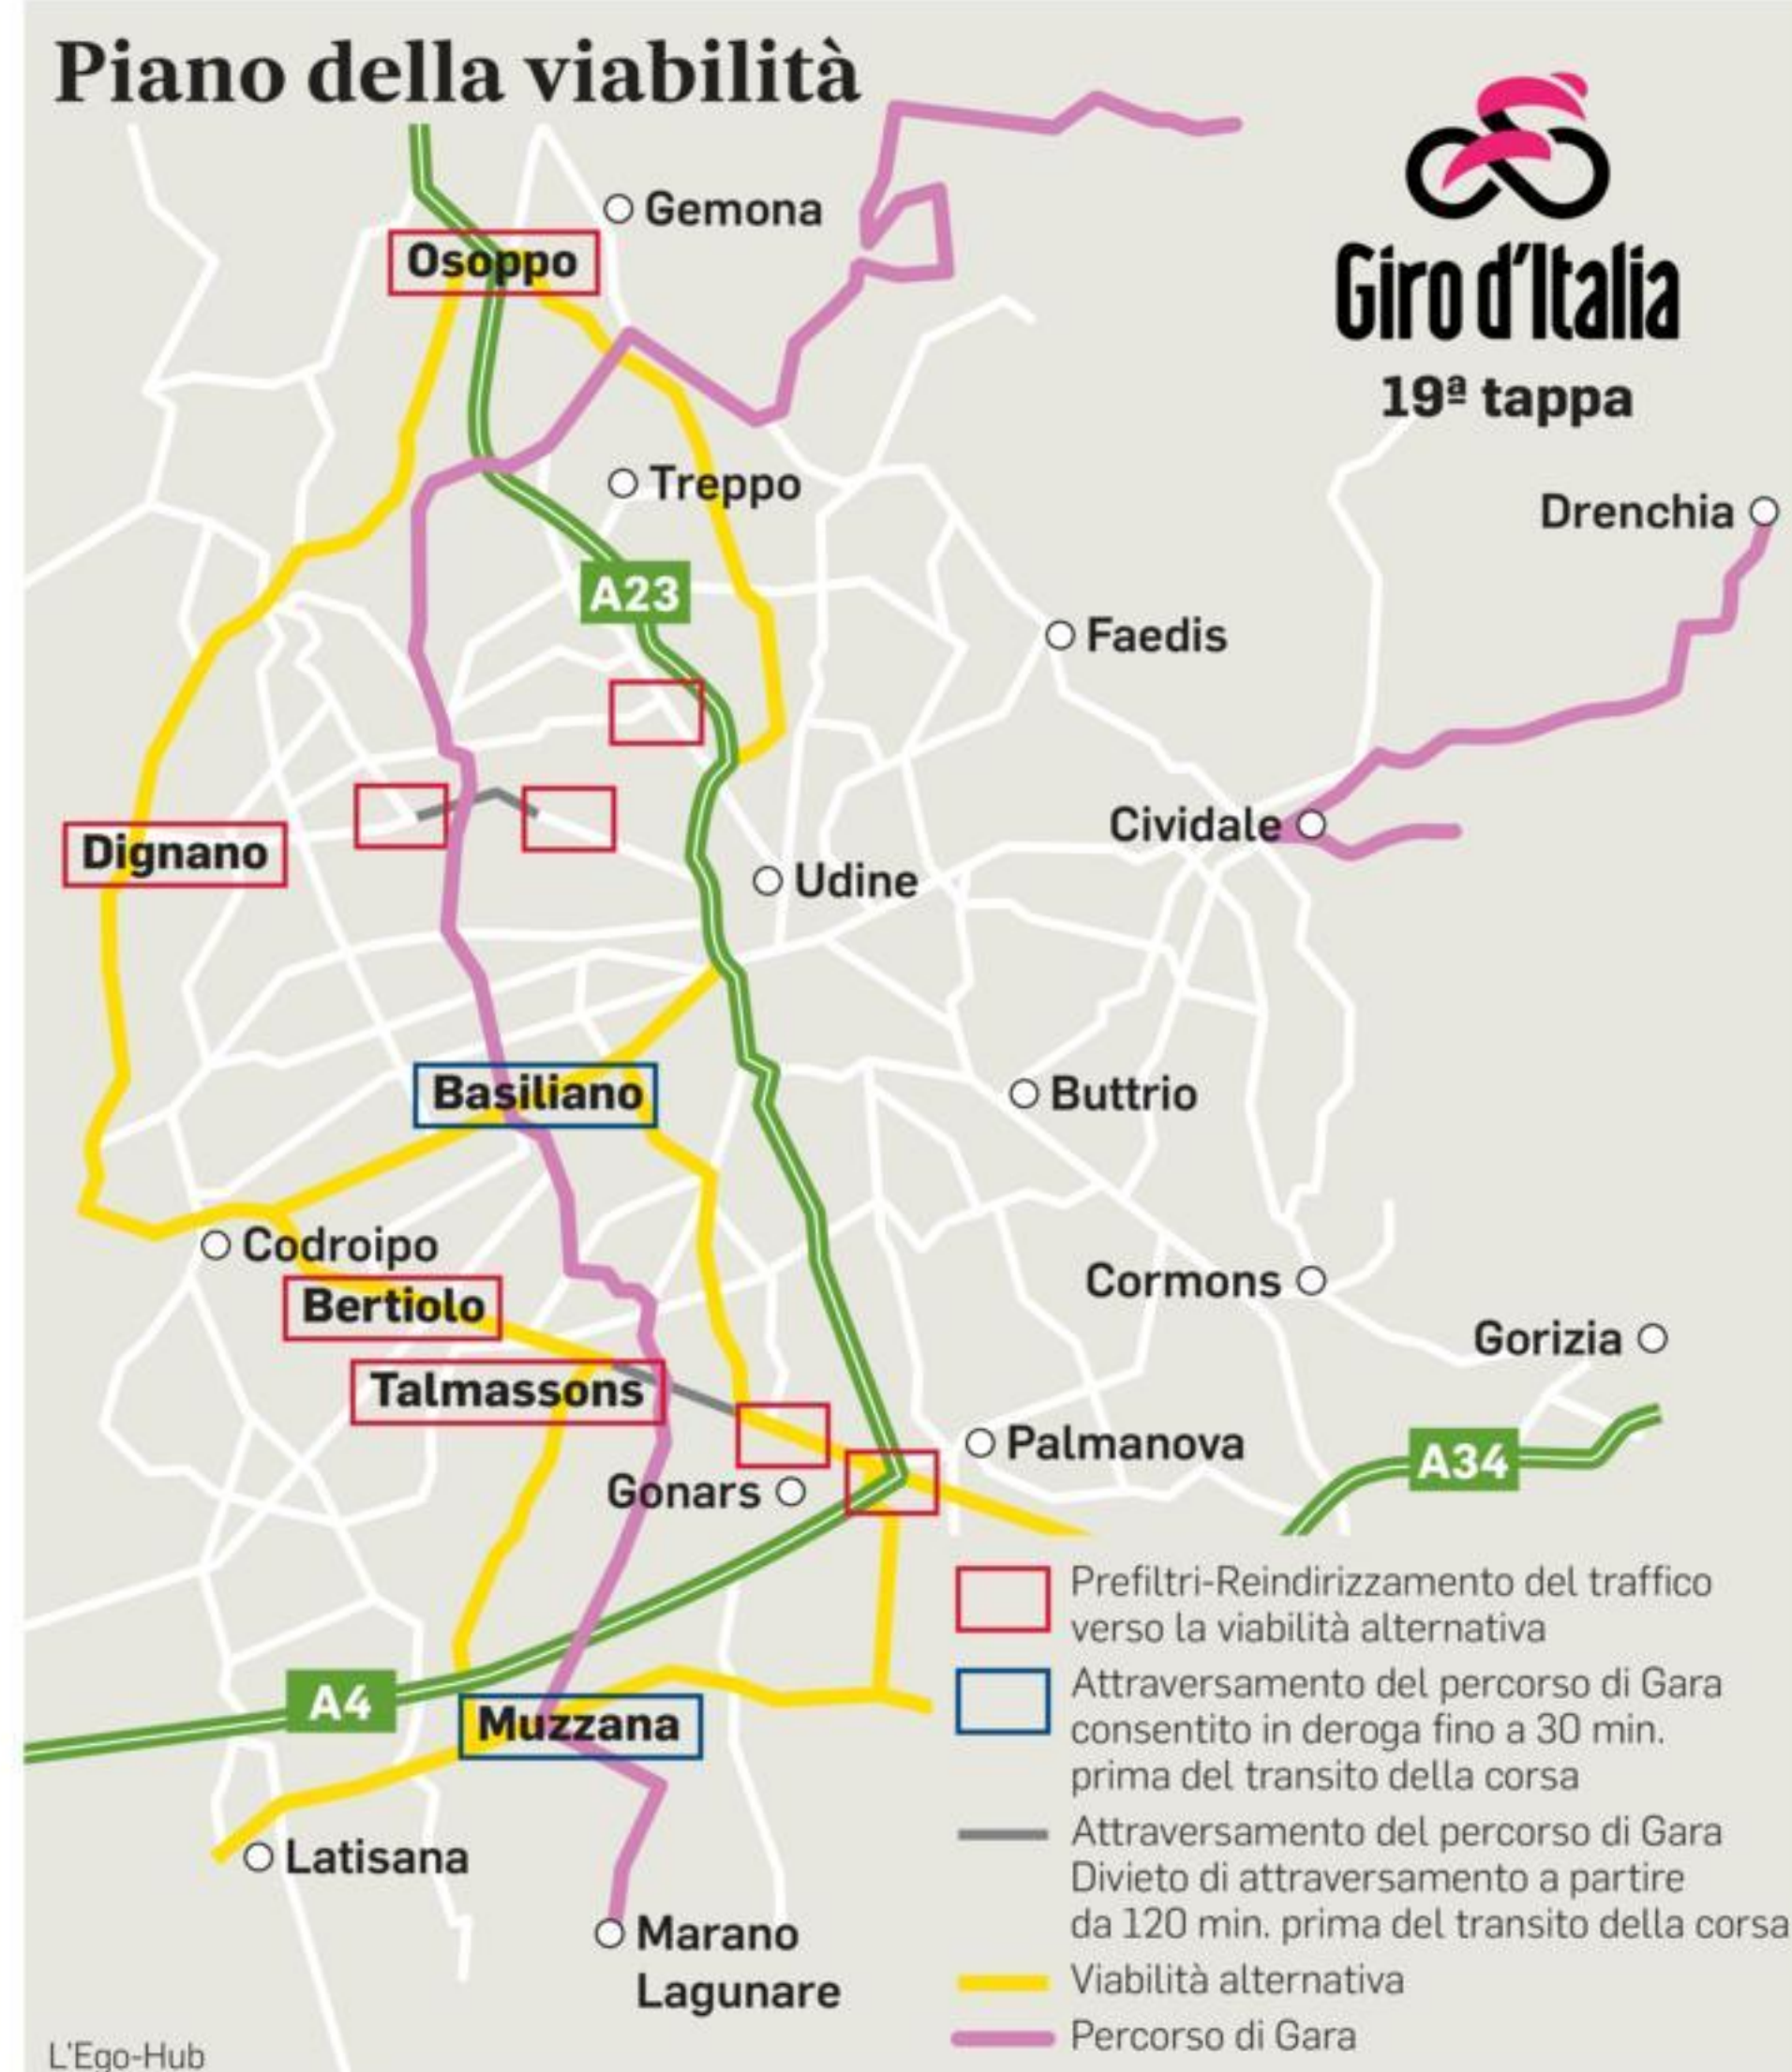 Piano della viabilità
Giro d'Italia
19ª tappa
Gemona
Osoppo
Treppo
Drenchia
A23
Faedis
Cividale
Dignano
Udine
Basiliano
Buttrio
Codroipo
Cormons
Bertiolo
Gorizia
Talmassons
Palmanova
A34
Gonars
A4
Muzzana
Latisana
Marano
Lagunare
Prefiltri-Reindirizzamento del traffico
verso la viabilità alternativa
Attraversamento del percorso di Gara
consentito in deroga fino a 30 min.
prima del transito della corsa
Attraversamento del percorso di Gara
Divieto di attraversamento a partire
da 120 min. prima del transito della corsa
Viabilità alternativa
Percorso di Gara
L'Ego-Hub